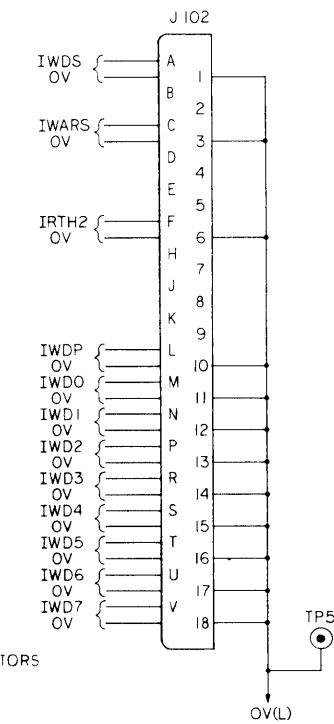 J102
IWDS A
OV 1
B
2
IWARS C
OV 3
D
4
E
5
IRTH2 F
OV 6
H
7
J
8
K
9
IWDP L
OV 10
IWD0 M
OV 11
IWD1 N
OV 12
IWD2 P
OV 13
IWD3 R
OV 14
IWD4 S
OV 15
IWD5 T
OV 16
IWD6 U
OV 17
IWD7 V
OV 18
TP5
TORS
OV(L)